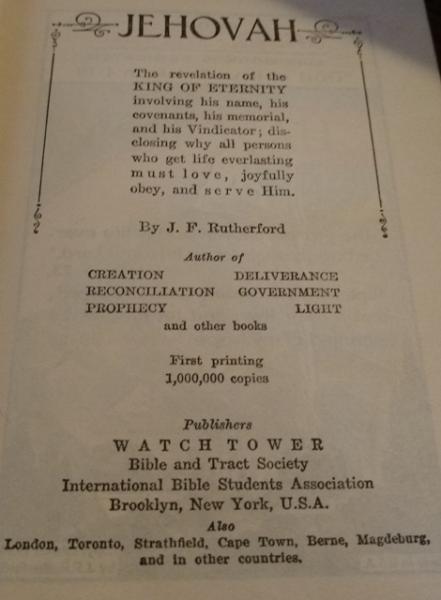 JEHOVAH
The revelation of the
KING OF ETERNITY
involving his name, his
covenants, his memorial,
and his Vindicator; dis-
closing why all persons
who get life everlasting
must love, joyfully
obey, and serve Him.
By J. F. Rutherford
Author of
CREATION DELIVERANCE
RECONCILIATION GOVERNMENT
PROPHECY LIGHT
and other books
First printing
1,000,000 copies
Publishers
WATCH TOWER
Bible and Tract Society
International Bible Students Association
Brooklyn, New York, U.S.A.
Also
London, Toronto, Strathfield, Cape Town, Berne, Magdeburg,
and in other countries.